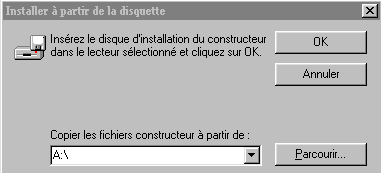 Installer à partir de la disquette
Insérez le disque d'installation du constructeur
dans le lecteur sélectionné et cliquez sur OK.
OK
Annuler
Copier les fichiers constructeur à partir de :
A:\
Parcourir...